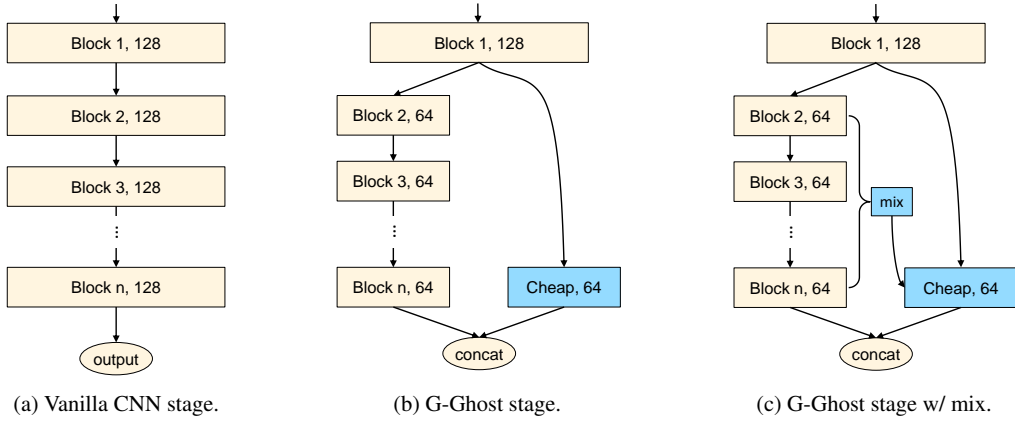 Block 1, 128
Block 2, 128
Block 3, 128
...
Block n, 128
output
(a) Vanilla CNN stage.
Block 1, 128
Block 2, 64
Block 3, 64
...
Block n, 64
Cheap, 64
concat
(b) G-Ghost stage.
Block 1, 128
Block 2, 64
Block 3, 64
mix
...
Block n, 64
Cheap, 64
concat
(c) G-Ghost stage w/ mix.